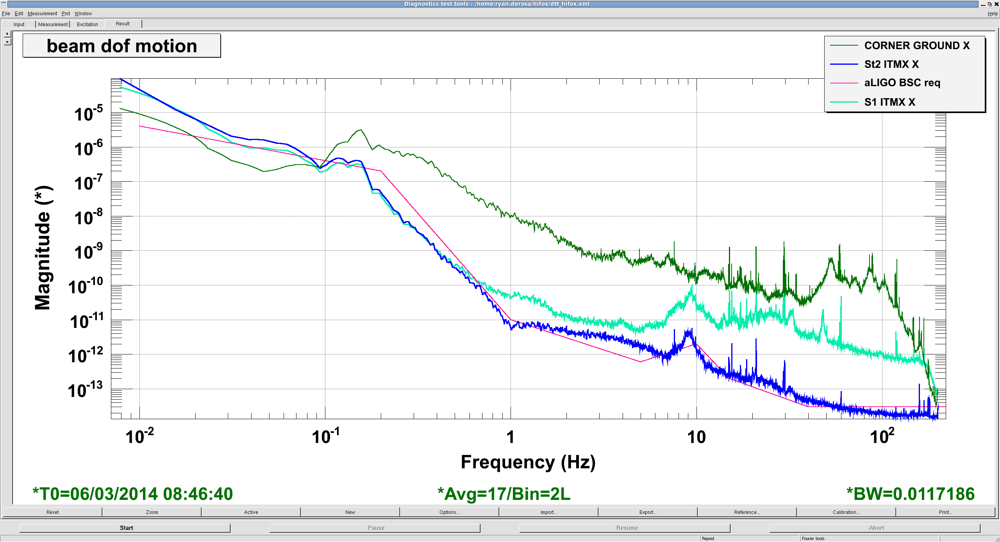 Diagnostics test tools - /home/ryan.derosa/hifox/dtt_hifox.xml
File Edit Measurement Plot Window Help
Input Measurement Excitation Result
beam dof motion
CORNER GROUND X
St2 ITMX X
aLIGO BSC req
S1 ITMX X
Magnitude (*)
10^-5
10^-6
10^-7
10^-8
10^-9
10^-10
10^-11
10^-12
10^-13
10^-2 10^-1 1 10 10^2
Frequency (Hz)
*T0=06/03/2014 08:46:40 *Avg=17/Bin=2L *BW=0.0117186
Reset Zoom Active New Options... Import... Export... Reference... Calibration... Print...
Start Pause Resume Abort
Repeat Fourier tools